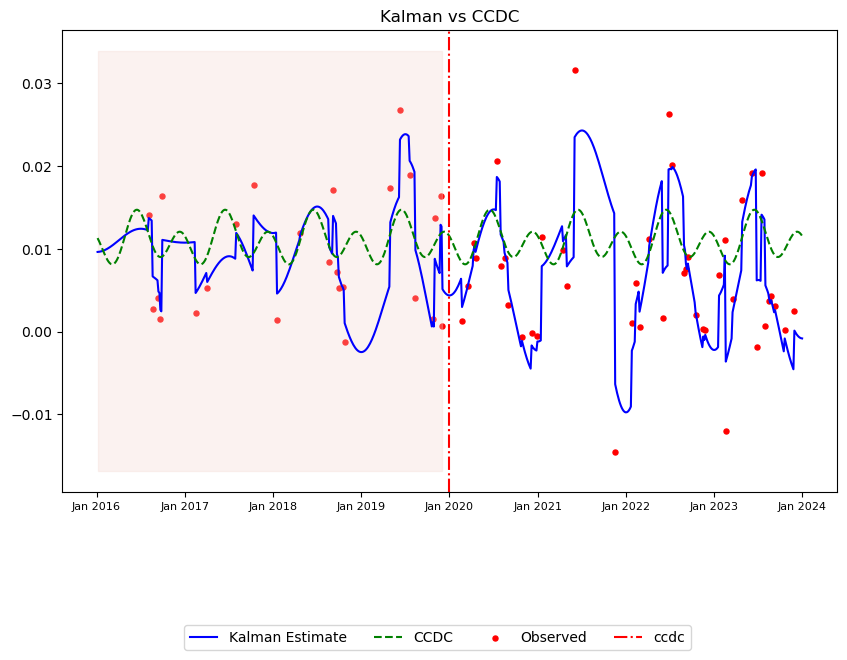 Kalman vs CCDC
0.03
0.02
0.01
0.00
−0.01
Jan 2016 Jan 2017 Jan 2018 Jan 2019 Jan 2020 Jan 2021 Jan 2022 Jan 2023 Jan 2024
Kalman Estimate CCDC Observed ccdc